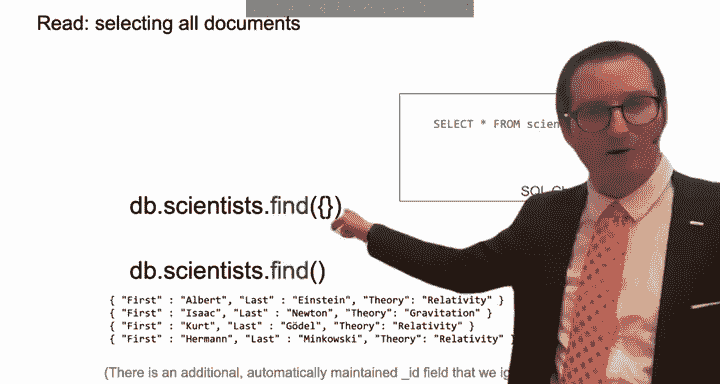 Read: selecting all documents
SELECT * FROM
db.scientists.find({})
db.scientists.find()
{ "First" : "Albert", "Last" : "Einstein", "Theory": "Relativity" }
{ "First" : "Isaac", "Last" : "Newton", "Theory": "Gravitation" }
{ "First" : "Kurt", "Last" : "Gödel", "Theory": "Relativity" }
{ "First" : "Hermann", "Last" : "Minkowski", "Theory": "Relativity" }
(There is an additional, automatically maintained _id field that we